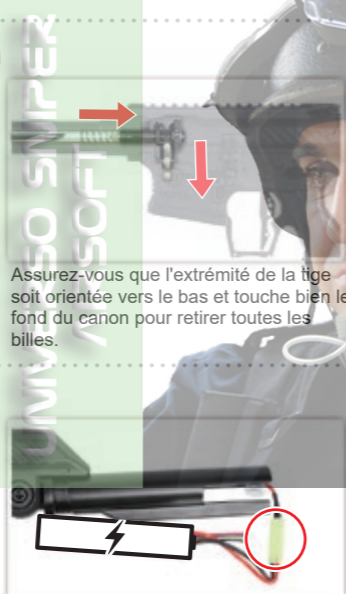 UNIVERSO SNIPER
AIRSOFT
Assurez-vous que l'extrémité de la tige
soit orientée vers le bas et touche bien le
fond du canon pour retirer toutes les
billes.